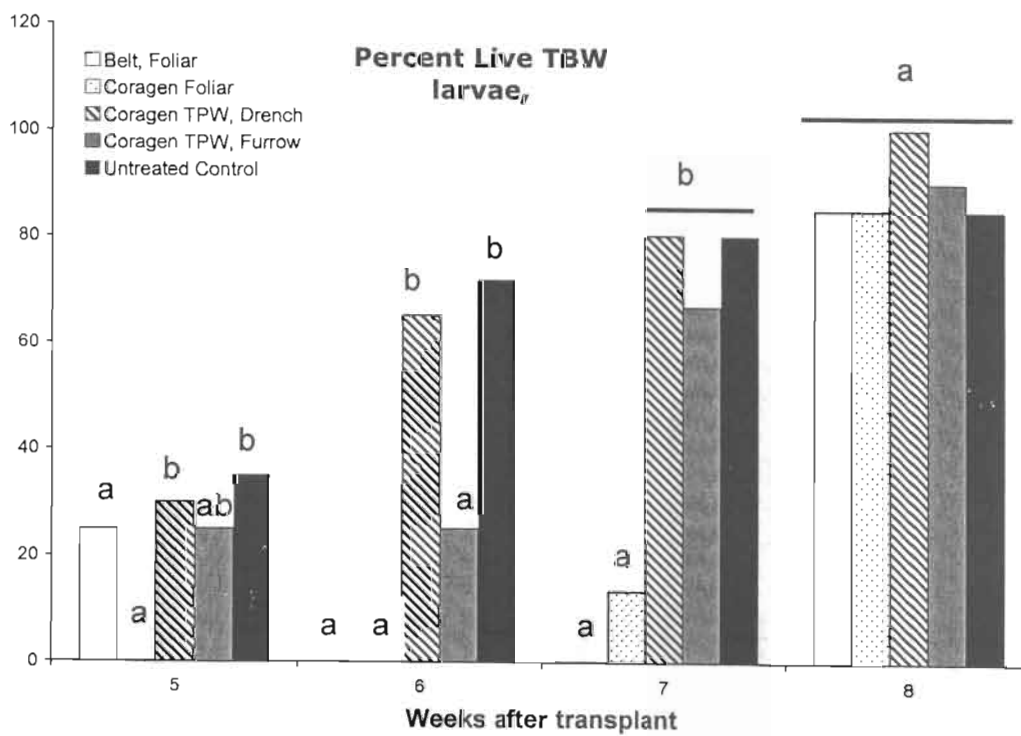 120
Percent Live TBW
larvae,
Belt, Foliar
Coragen Foliar
Coragen TPW, Drench
Coragen TPW, Furrow
Untreated Control
a
100
b
80
b
b
60
40
b
b
a
ab
a
20
a
a
a
a
a
0
5
6
7
8
Weeks after transplant